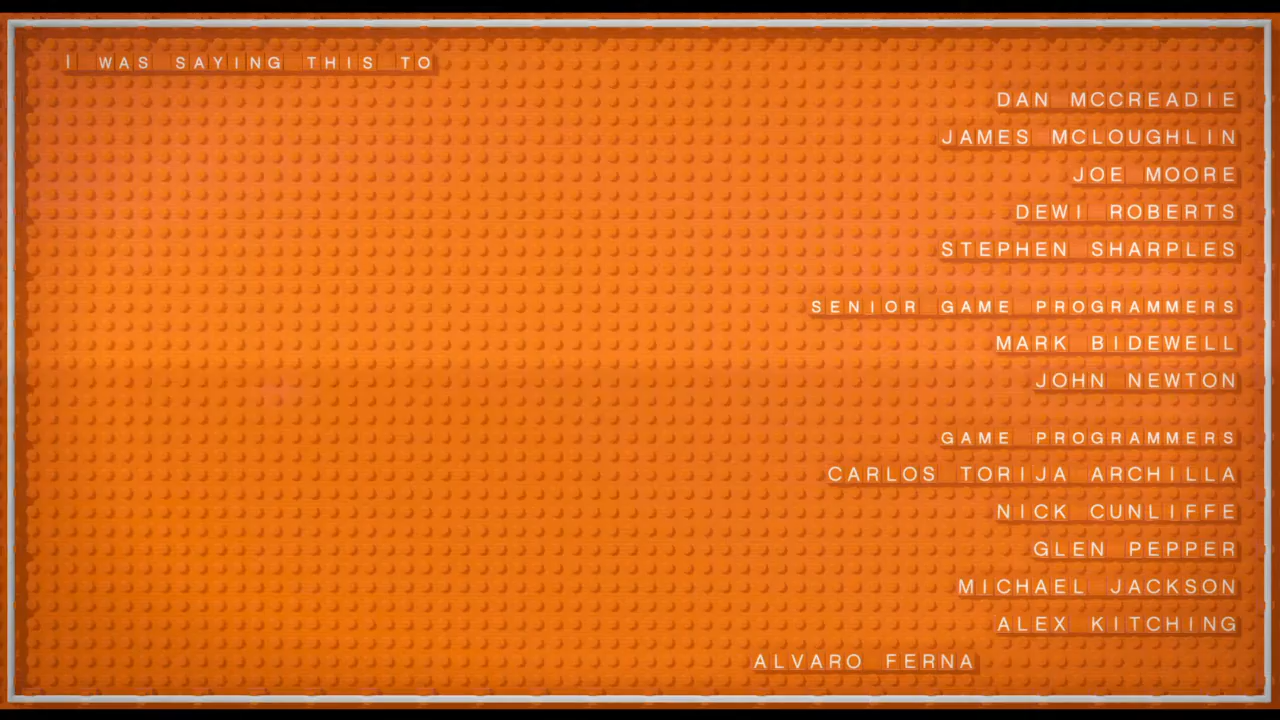 I WAS SAYING THIS TO
DAN MCCREADIE
JAMES MCLOUGHLIN
JOE MOORE
DEWI ROBERTS
STEPHEN SHARPLES
SENIOR GAME PROGRAMMERS
MARK BIDEWELL
JOHN NEWTON
GAME PROGRAMMERS
CARLOS TORIJA ARCHILLA
NICK CUNLIFFE
GLEN PEPPER
MICHAEL JACKSON
ALEX KITCHING
ALVARO FERNA